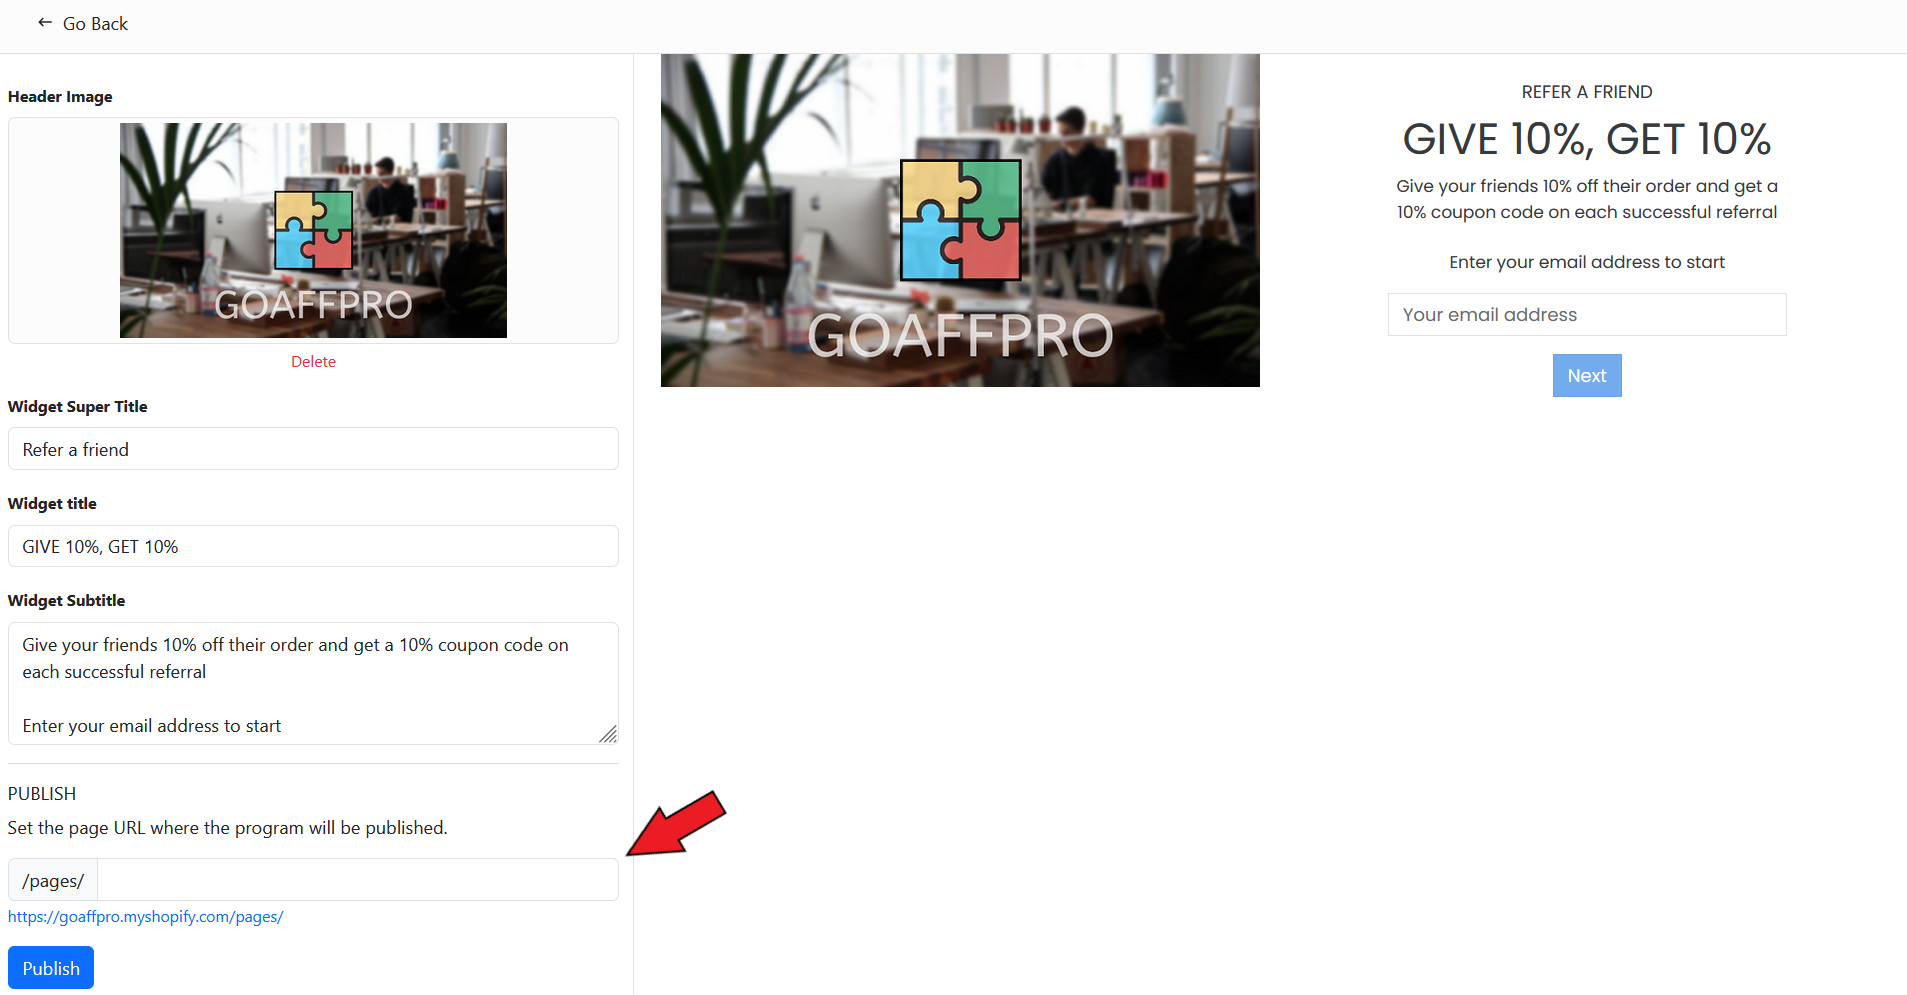 Go Back
Header Image
GOAFFPRO
Delete
Widget Super Title
Refer a friend
Widget title
GIVE 10%, GET 10%
Widget Subtitle
Give your friends 10% off their order and get a 10% coupon code on
each successful referral
Enter your email address to start
PUBLISH
Set the page URL where the program will be published.
/pages/
https://goaffpro.myshopify.com/pages/
Publish
GOAFFPRO
REFER A FRIEND
GIVE 10%, GET 10%
Give your friends 10% off their order and get a
10% coupon code on each successful referral
Enter your email address to start
Your email address
Next